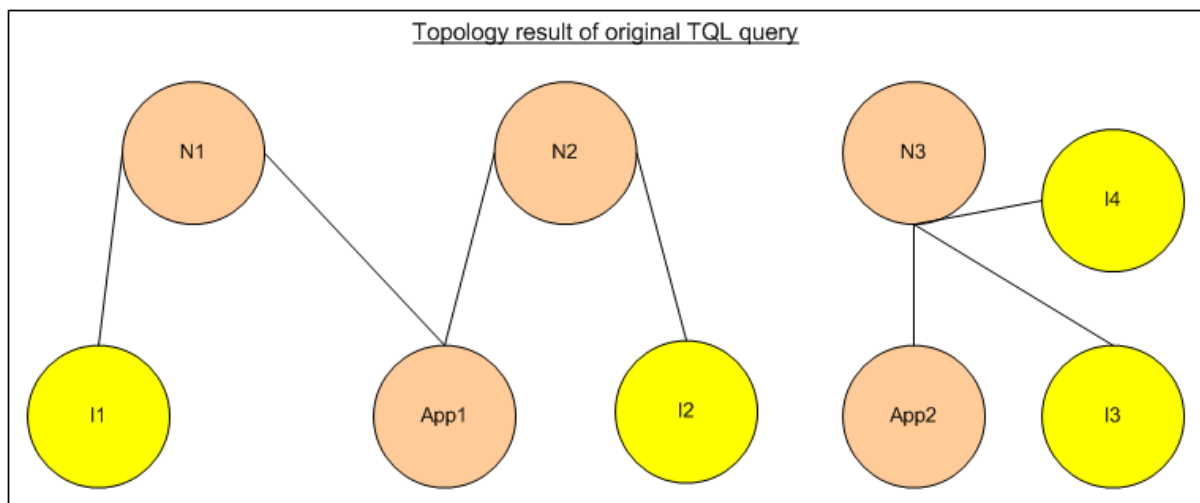 Topology result of original TQL query
N1
N2
N3
I4
I1
App1
I2
App2
I3